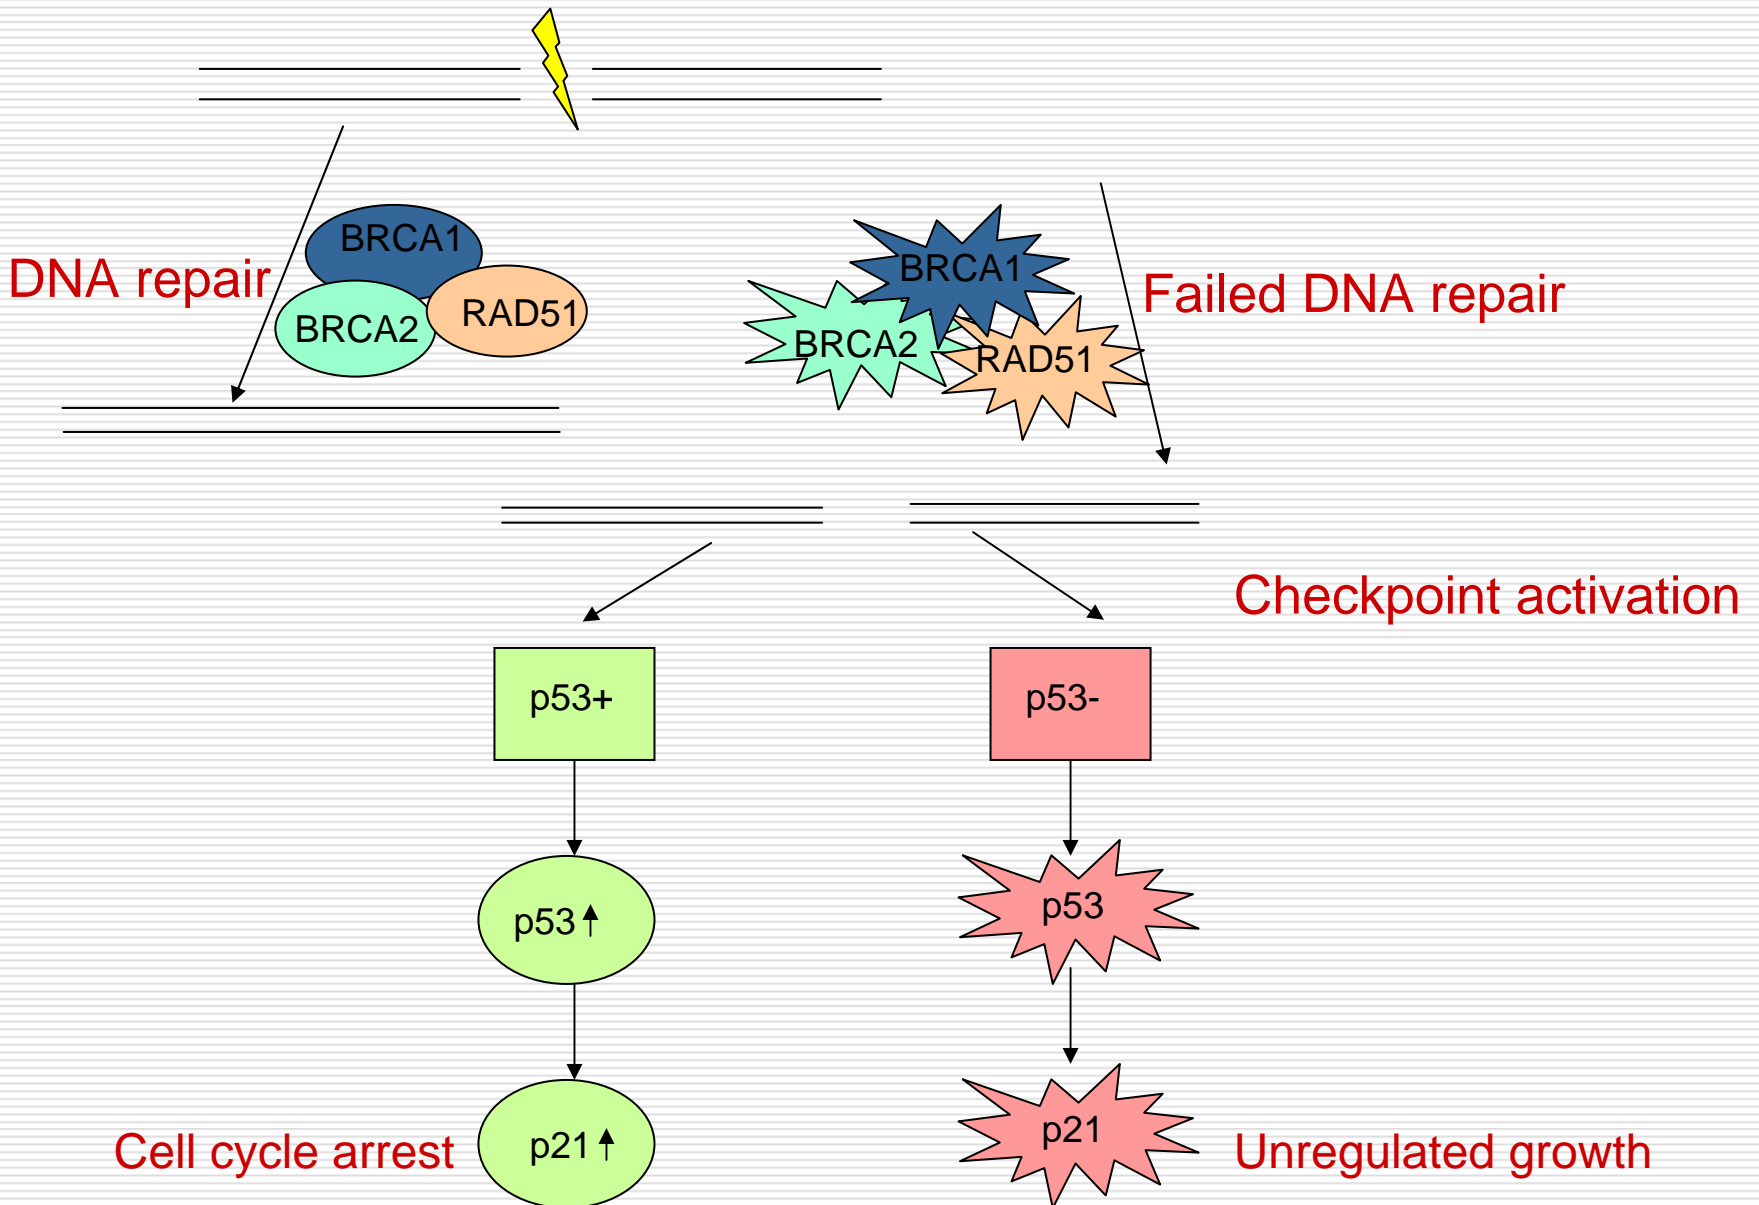 BRCA1
DNA repair
BRCA2
RAD51
BRCA1
BRCA2
RAD51
Failed DNA repair
Checkpoint activation
p53+
p53-
p53
p53
Cell cycle arrest
p21
p21
Unregulated growth